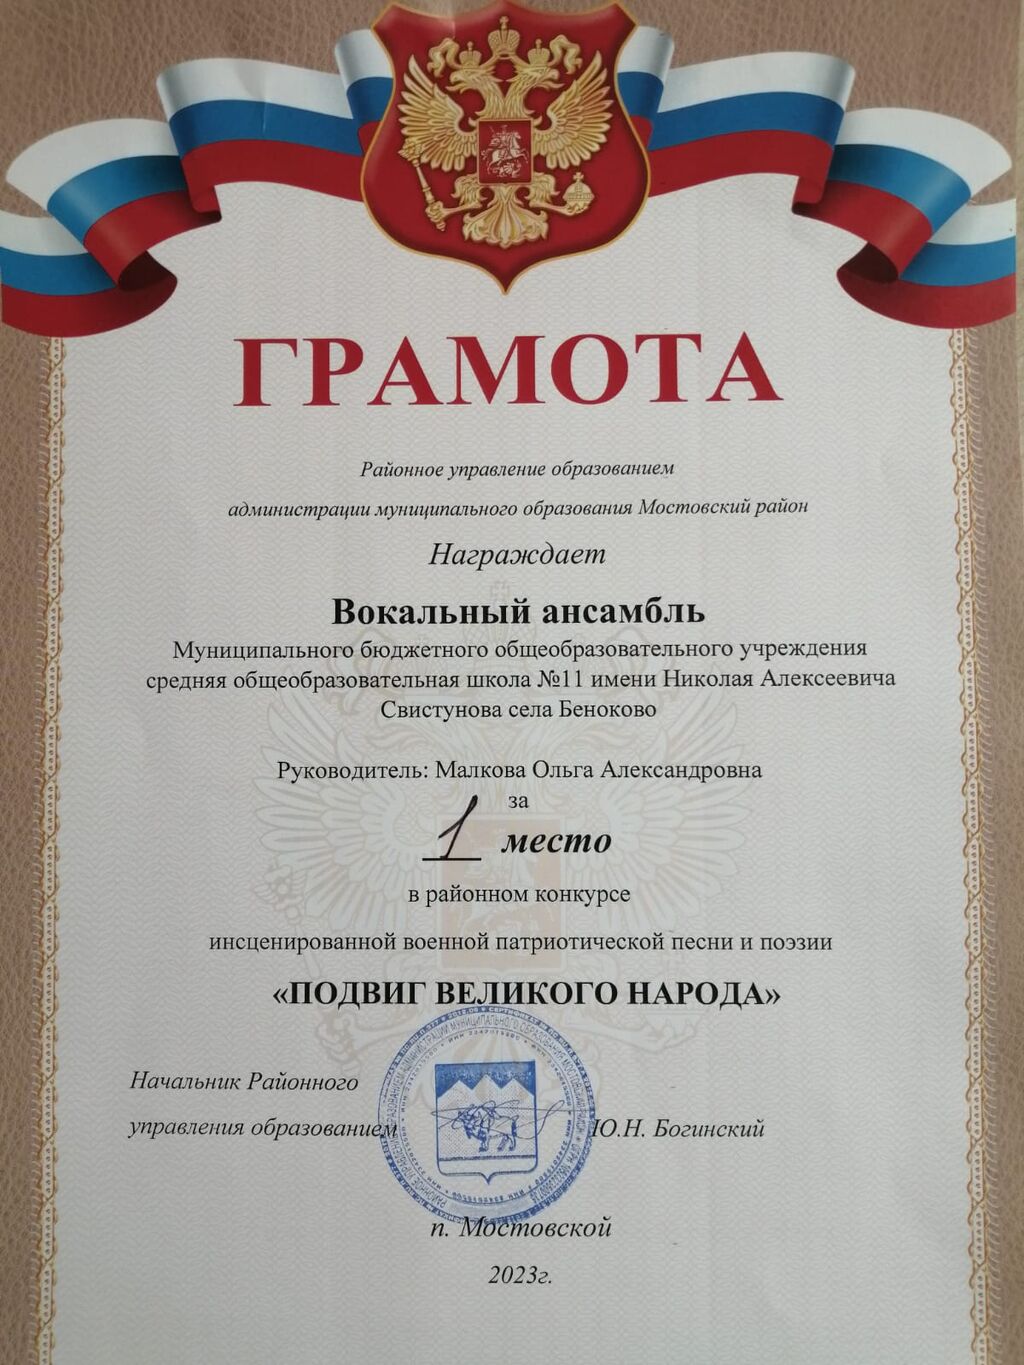 ГРАМОТА
Районное управление образованием
администрации муниципального образования Мостовский район
Награждает
Вокальный ансамбль
Муниципального бюджетного общеобразовательного учреждения
средняя общеобразовательная школа №11 имени Николая Алексеевича
Свистунова села Беноково
Руководитель: Малкова Ольга Александровна
за
1 место
в районном конкурсе
инсценированной военной патриотической песни и поэзии
«ПОДВИГ ВЕЛИКОГО НАРОДА»
Начальник Районного
управления образованием Ю.Н. Богинский
п. Мостовской
2023г.